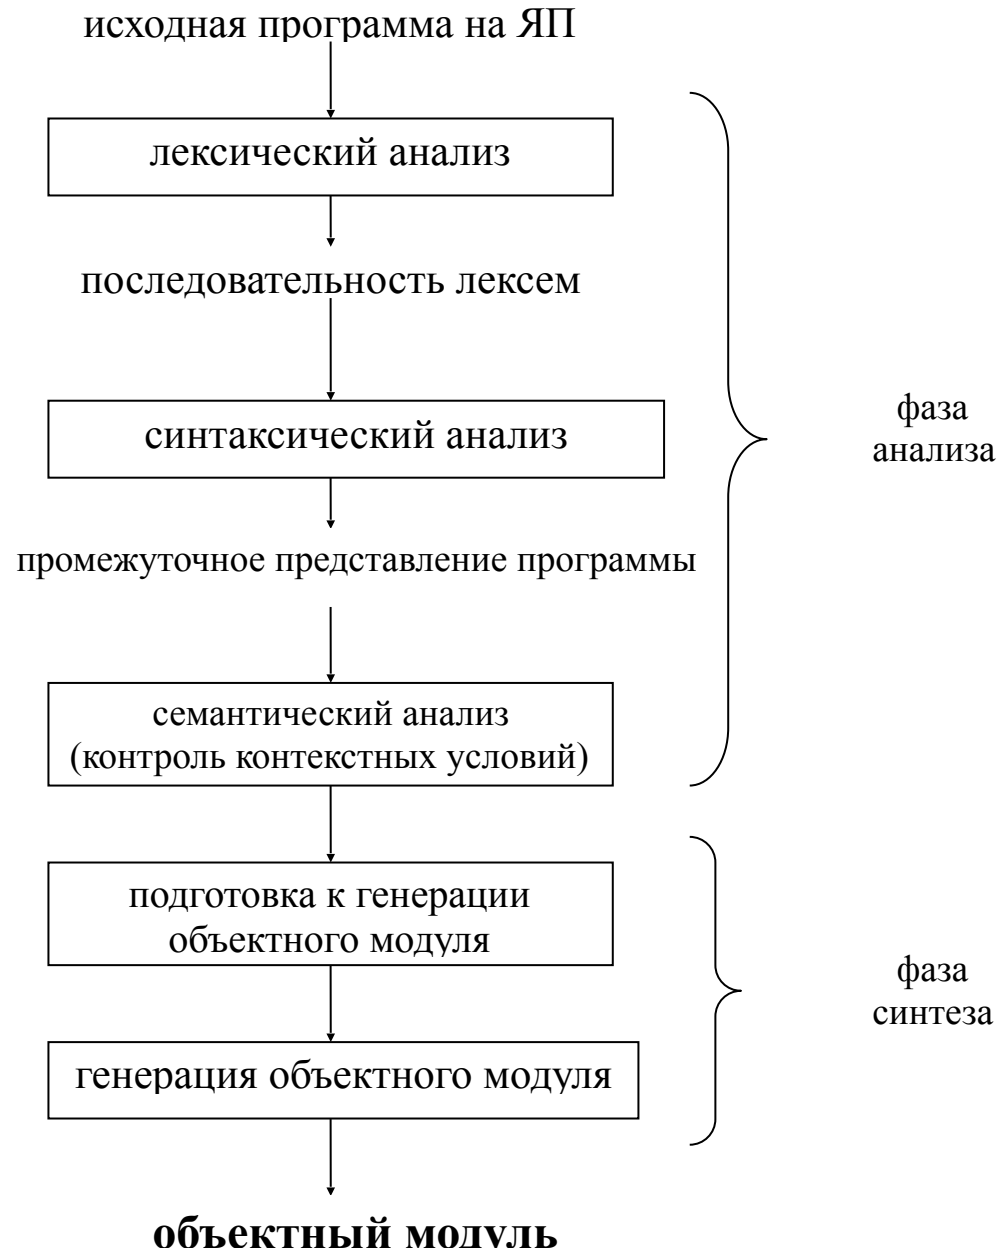 исходная программа на ЯП
лексический анализ
последовательность лексем
синтаксический анализ
фаза
анализа
промежуточное представление программы
семантический анализ
(контроль контекстных условий)
подготовка к генерации
объектного модуля
фаза
синтеза
генерация объектного модуля
объектный модуль